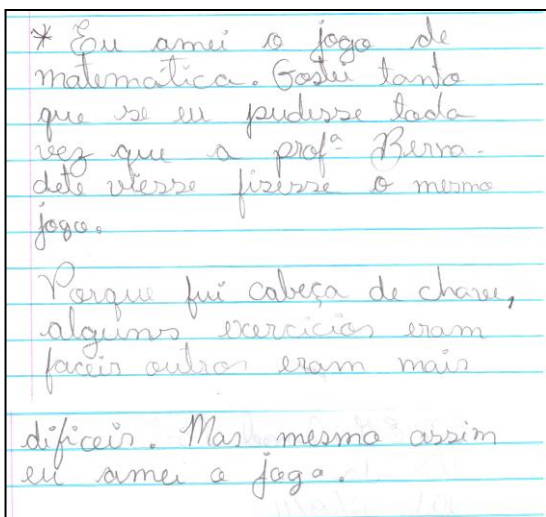 * Eu amei o jogo de
matemática. Gostei tanto
que se eu pudesse toda
vez que a profª Berna-
dete viesse fizesse o mesmo
jogo.
Porque fui cabeça de chave,
alguns exercícios eram
faceis outros eram mais
dificeis. Mas mesmo assim
eu amei o jogo.